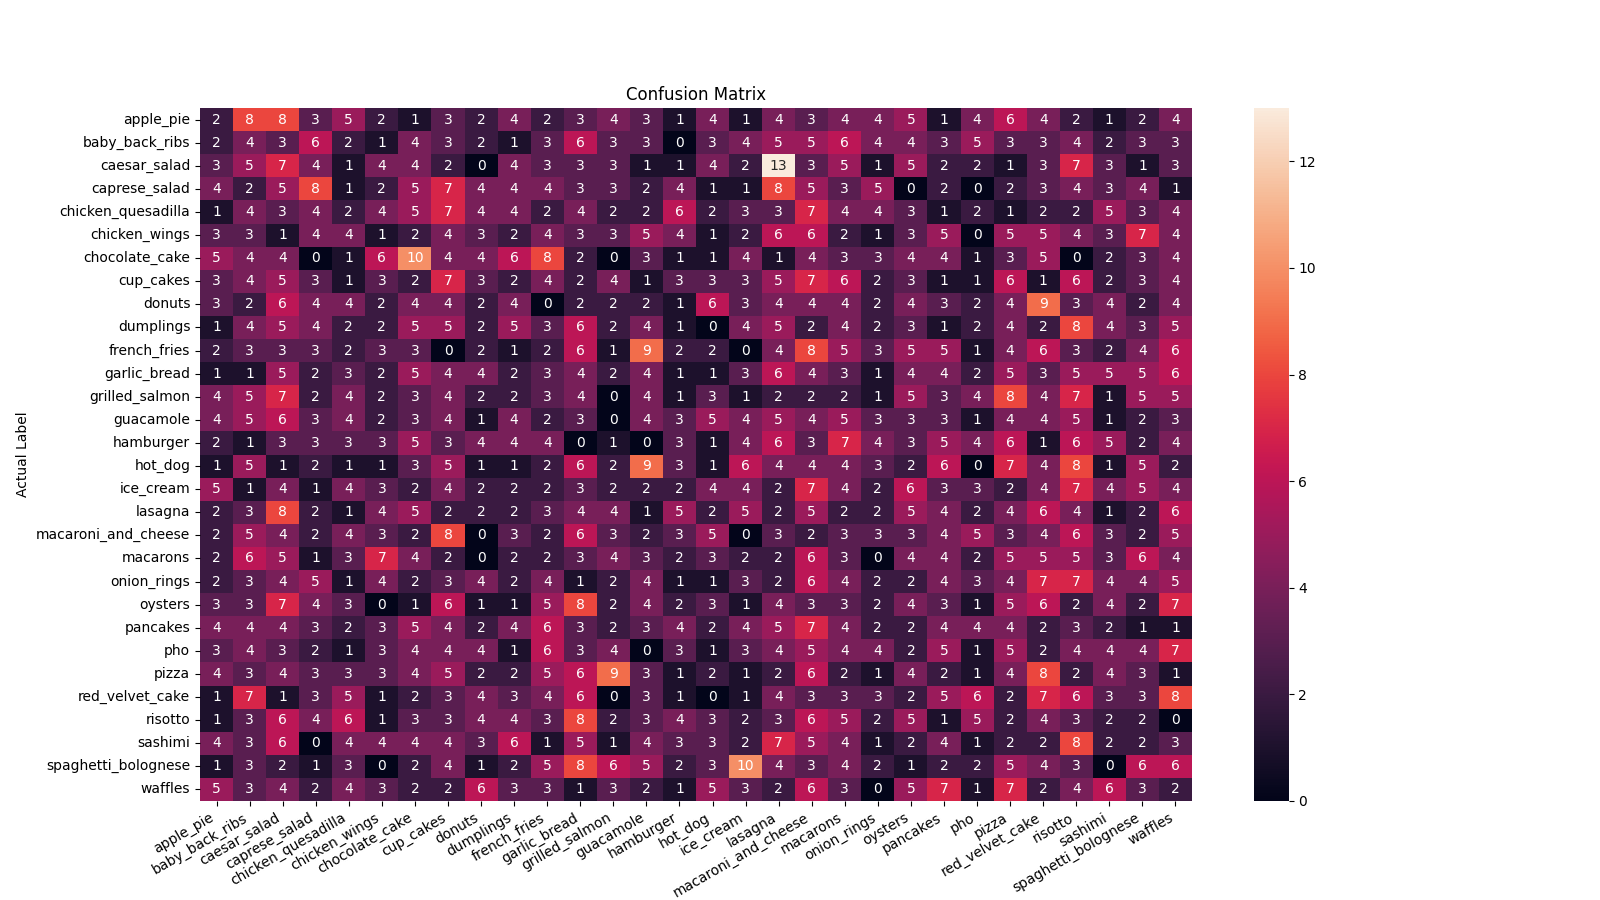 Confusion Matrix
apple_pie 2 8 8 3 5 2 1 3 2 4 2 3 4 3 1 4 1 4 3 4 4 5 1 4 6 4 2 1 2 4
baby_back_ribs 2 4 3 6 2 1 4 3 2 1 3 6 3 3 0 3 4 5 5 6 4 4 3 5 3 3 4 2 3 3
caesar_salad 3 5 7 4 1 4 4 2 0 4 3 3 3 1 1 4 2 13 3 5 1 5 2 2 1 3 7 3 1 3
12
caprese_salad 4 2 5 8 1 2 5 7 4 4 4 3 3 2 4 1 1 8 5 3 5 0 2 0 2 3 4 3 4 1
chicken_quesadilla 1 4 3 4 2 4 5 7 4 4 2 4 2 2 6 2 3 3 7 4 4 3 1 2 1 2 2 5 3 4
chicken_wings 3 3 1 4 4 1 2 4 3 2 4 3 3 5 4 1 2 6 6 2 1 3 5 0 5 5 4 3 7 4
chocolate_cake 5 4 4 0 1 6 10 4 4 6 8 2 0 3 1 1 4 1 4 3 3 4 4 1 3 5 0 2 3 4
10
cup_cakes 3 4 5 3 1 3 2 7 3 2 4 2 4 1 3 3 3 5 7 6 2 3 1 1 6 1 6 2 3 4
donuts 3 2 6 4 4 2 4 4 2 4 0 2 2 2 1 6 3 4 4 4 2 4 3 2 4 9 3 4 2 4
dumplings 1 4 5 4 2 2 5 5 2 5 3 6 2 4 1 0 4 5 2 4 2 3 1 2 4 2 8 4 3 5
french_fries 2 3 3 3 2 3 3 0 2 1 2 6 1 9 2 2 0 4 8 5 3 5 5 1 4 6 3 2 4 6
garlic_bread 1 1 5 2 3 2 5 4 4 2 3 4 2 4 1 1 3 6 4 3 1 4 4 2 5 3 5 5 5 6
8
grilled_salmon 4 5 7 2 4 2 3 4 2 2 3 4 0 4 1 3 1 2 2 2 1 5 3 4 8 4 7 1 5 5
guacamole 4 5 6 3 4 2 3 4 1 4 2 3 0 4 3 5 4 5 4 5 3 3 3 1 4 4 5 1 2 3
hamburger 2 1 3 3 3 3 5 3 4 4 4 0 1 0 3 1 4 6 3 7 4 3 5 4 6 1 6 5 2 4
Actual Label
hot_dog 1 5 1 2 1 1 3 5 1 1 2 6 2 9 3 1 6 4 4 4 3 2 6 0 7 4 8 1 5 2
6
ice_cream 5 1 4 1 4 3 2 4 2 2 2 3 2 2 2 4 4 2 7 4 2 6 3 3 2 4 7 4 5 4
lasagna 2 3 8 2 1 4 5 2 2 2 3 4 4 1 5 2 5 2 5 2 2 5 4 2 4 6 4 1 2 6
macaroni_and_cheese 2 5 4 2 4 3 2 8 0 3 2 6 3 2 3 5 0 3 2 3 3 3 4 5 3 4 6 3 2 5
macarons 2 6 5 1 3 7 4 2 0 2 2 3 4 3 2 3 2 2 6 3 0 4 4 2 5 5 5 3 6 4
onion_rings 2 3 4 5 1 4 2 3 4 2 4 1 2 4 1 1 3 2 6 4 2 2 4 3 4 7 7 4 4 5
4
oysters 3 3 7 4 3 0 1 6 1 1 5 8 2 4 2 3 1 4 3 3 2 4 3 1 5 6 2 4 2 7
pancakes 4 4 4 3 2 3 5 4 2 4 6 3 2 3 4 2 4 5 7 4 2 2 4 4 4 2 3 2 1 1
pho 3 4 3 2 1 3 4 4 4 1 6 3 4 0 3 1 3 4 5 4 4 2 5 1 5 2 4 4 4 7
pizza 4 3 4 3 3 3 4 5 2 2 5 6 9 3 1 2 1 2 6 2 1 4 2 1 4 8 2 4 3 1
red_velvet_cake 1 7 1 3 5 1 2 3 4 3 4 6 0 3 1 0 1 4 3 3 3 2 5 6 2 7 6 3 3 8
2
risotto 1 3 6 4 6 1 3 3 4 4 3 8 2 3 4 3 2 3 6 5 2 5 1 5 2 4 3 2 2 0
sashimi 4 3 6 0 4 4 4 4 3 6 1 5 1 4 3 3 2 7 5 4 1 2 4 1 2 2 8 2 2 3
spaghetti_bolognese 1 3 2 1 3 0 2 4 1 2 5 8 6 5 2 3 10 4 3 4 2 1 2 2 5 4 3 0 6 6
waffles 5 3 4 2 4 3 2 2 6 3 3 1 3 2 1 5 3 2 6 3 0 5 7 1 7 2 4 6 3 2
0
apple_pie
baby_back_ribs
caesar_salad
caprese_salad
chicken_quesadilla
chicken_wings
chocolate_cake
cup_cakes
donuts
dumplings
french_fries
garlic_bread
grilled_salmon
guacamole
hamburger
hot_dog
ice_cream
lasagna
macaroni_and_cheese
macarons
onion_rings
oysters
pancakes
pho
pizza
red_velvet_cake
risotto
sashimi
spaghetti_bolognese
waffles